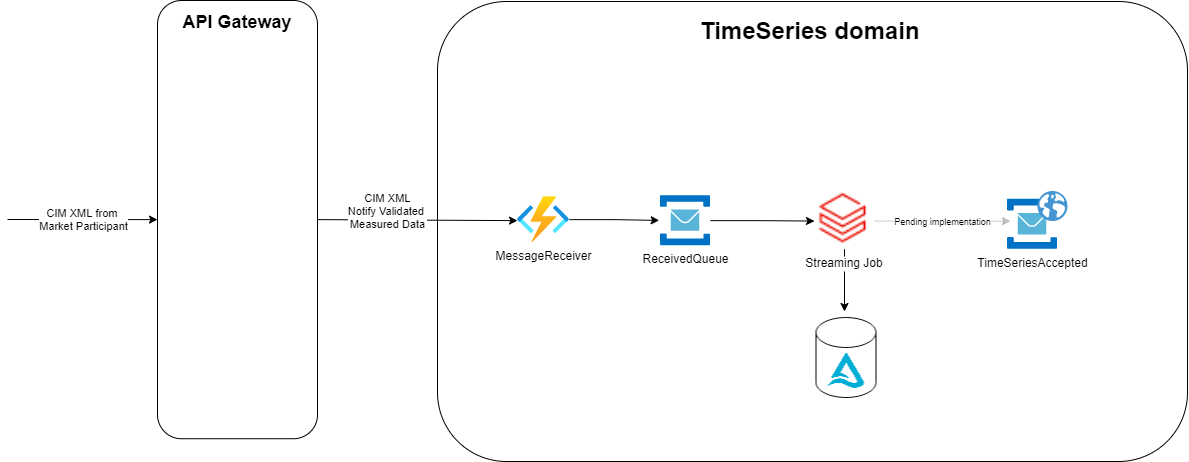 API Gateway
TimeSeries domain
CIM XML from
Market Participant
CIM XML
Notify Validated
Measured Data
MessageReceiver
ReceivedQueue
Streaming Job
Pending implementation
TimeSeriesAccepted